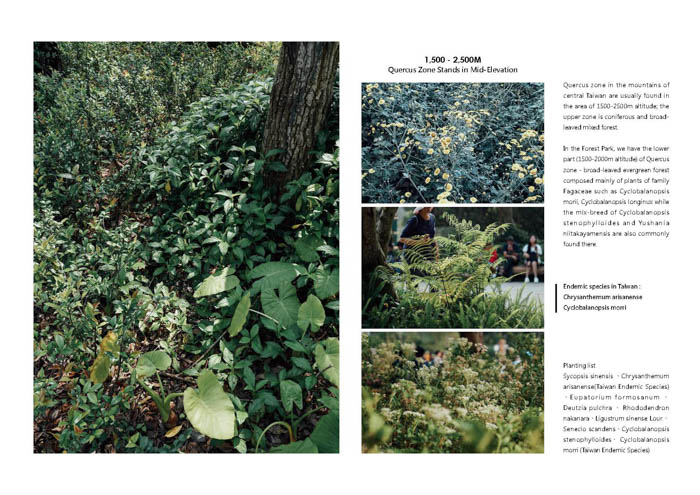 1,500 - 2,500M
Quercus Zone Stands in Mid-Elevation
Quercus zone in the mountains of
central Taiwan are usually found in
the area of 1500-2500m altitude; the
upper zone is coniferous and broad-
leaved mixed forest.
In the Forest Park, we have the lower
part (1500-2000m altitude) of Quercus
zone - broad-leaved evergreen forest
composed mainly of plants of family
Fagaceae such as Cyclobalanopsis
morii, Cyclobalanopsis longinux while
the mix-breed of Cyclobalanopsis
stenophylloides and Yushania
niitakayamensis are also commonly
found there.
Endemic species in Taiwan :
Chrysanthemum arisanense
Cyclobalanopsis morri
Planting list
Sycopsis sinensis · Chrysanthemum
arisanense(Taiwan Endemic Species)
· Eupatorium formosanum ·
Deutzia pulchra · Rhododendron
nakanara · Ligustrum sinense Lour. ·
Senecio scandens · Cyclobalanopsis
stenophylloides · Cyclobalanopsis
morri (Taiwan Endemic Species)